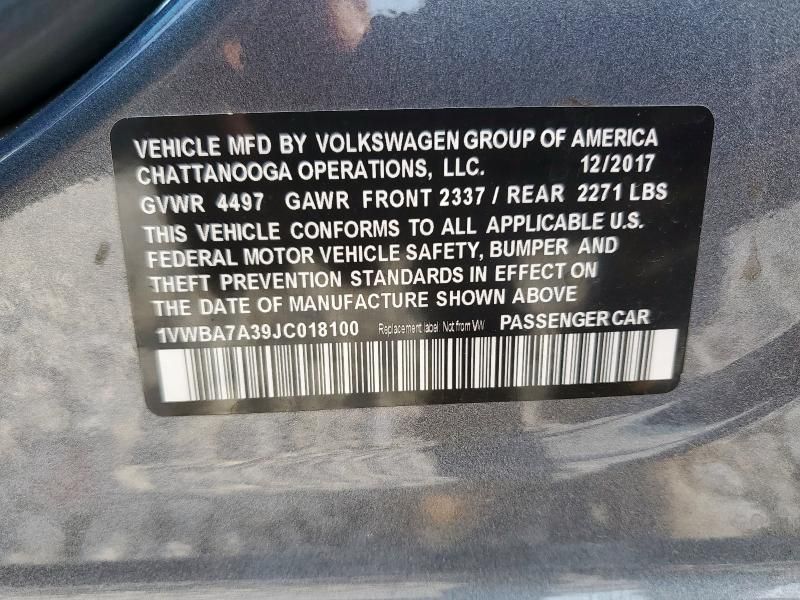 VEHICLE MFD BY VOLKSWAGEN GROUP OF AMERICA
CHATTANOOGA OPERATIONS, LLC. 12/2017
GVWR 4497 GAWR FRONT 2337 / REAR 2271 LBS
THIS VEHICLE CONFORMS TO ALL APPLICABLE U.S.
FEDERAL MOTOR VEHICLE SAFETY, BUMPER AND
THEFT PREVENTION STANDARDS IN EFFECT ON
THE DATE OF MANUFACTURE SHOWN ABOVE
1VWBA7A39JC018100 Replacement label: Not from VW PASSENGER CAR